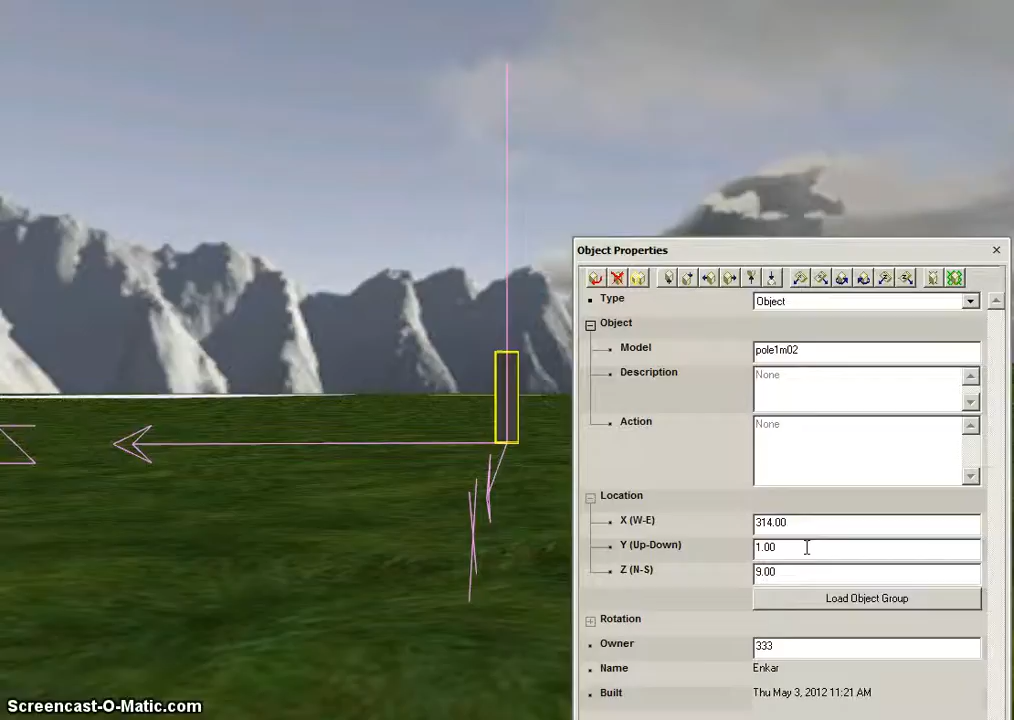 Object Properties
Type
Object
Object
Model
pole1m02
Description
None
Action
None
Location
X (W-E)
314.00
Y (Up-Down)
1.00
Z (N-S)
9.00
Load Object Group
Rotation
Owner
333
Name
Enkar
Built
Thu May 3, 2012 11:21 AM
Screencast-O-Matic.com